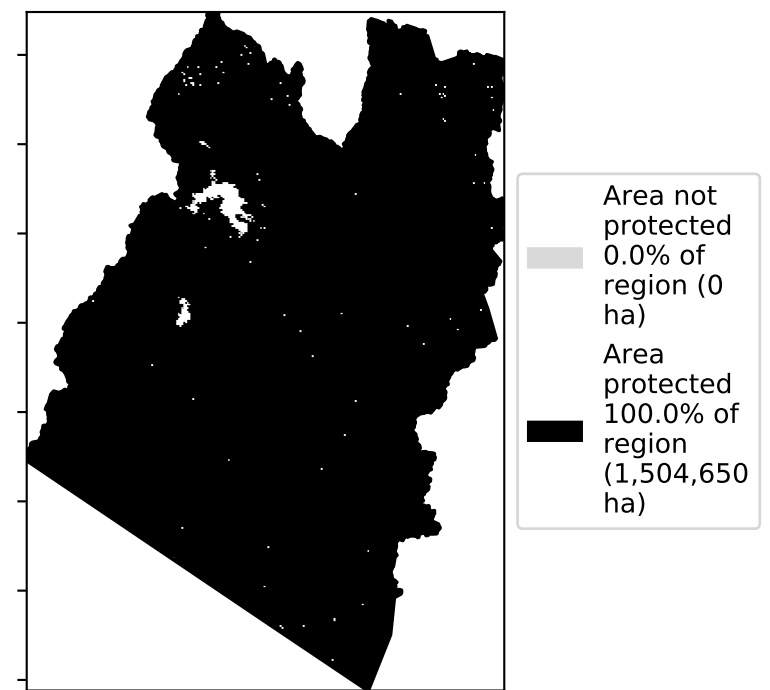 Area not
protected
0.0% of
region (0
ha)
Area
protected
100.0% of
region
(1,504,650
ha)